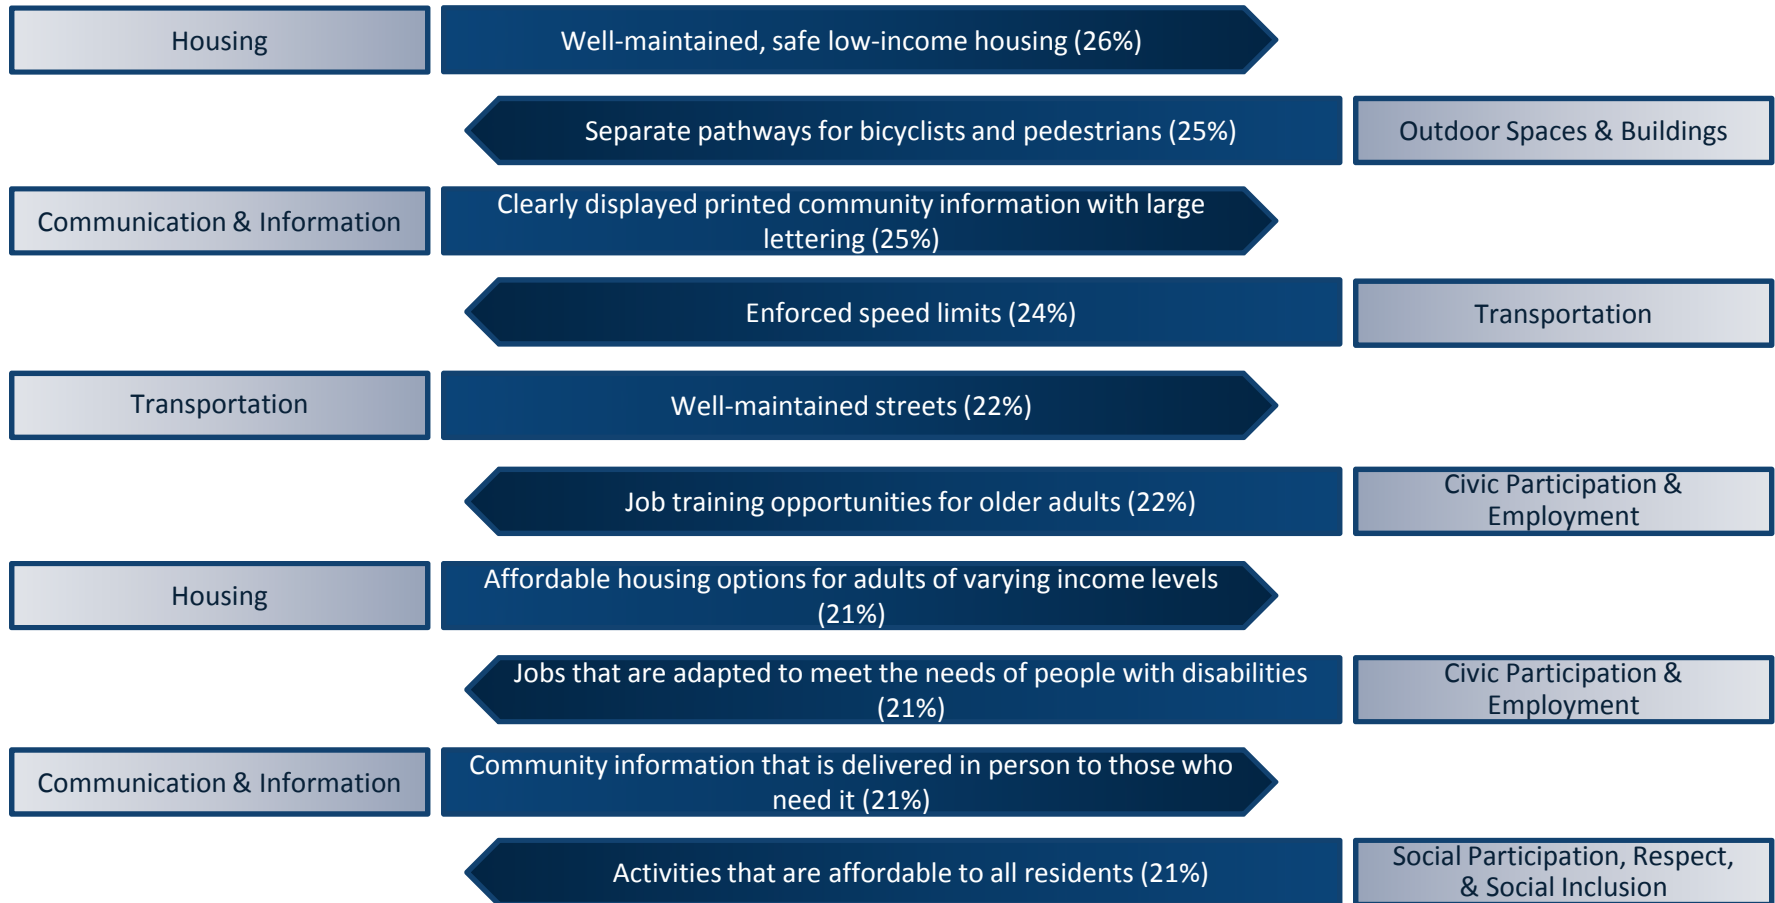 Housing
Well-maintained, safe low-income housing (26%)
Separate pathways for bicyclists and pedestrians (25%)
Outdoor Spaces & Buildings
Communication & Information
Clearly displayed printed community information with large
lettering (25%)
Enforced speed limits (24%)
Transportation
Transportation
Well-maintained streets (22%)
Job training opportunities for older adults (22%)
Civic Participation &
Employment
Housing
Affordable housing options for adults of varying income levels
(21%)
Jobs that are adapted to meet the needs of people with disabilities
(21%)
Civic Participation &
Employment
Communication & Information
Community information that is delivered in person to those who
need it (21%)
Activities that are affordable to all residents (21%)
Social Participation, Respect,
& Social Inclusion